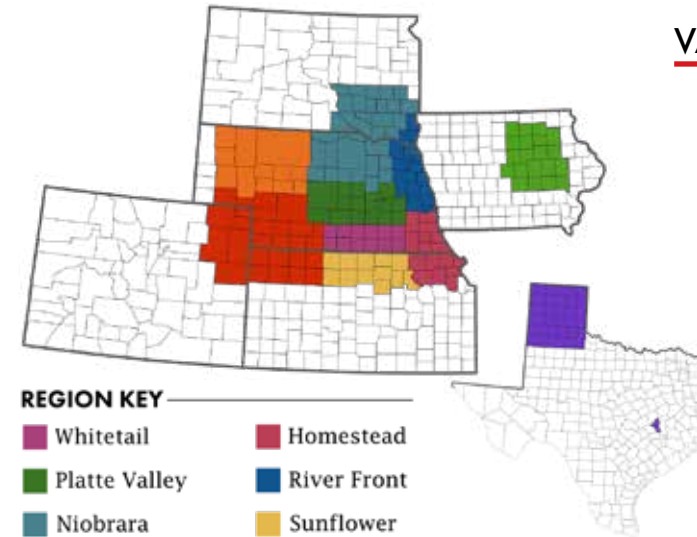 REGION KEY
Whitetail
Homestead
Platte Valley
River Front
Niobrara
Sunflower